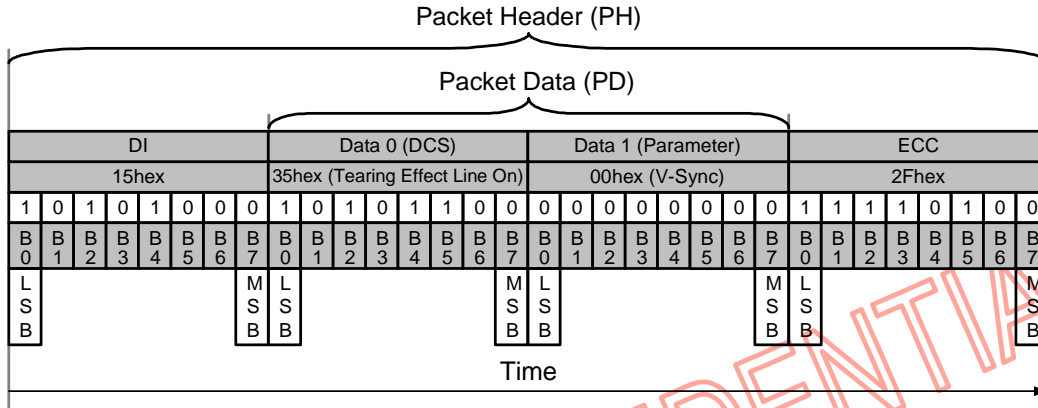 Packet Header (PH)
Packet Data (PD)
DI Data 0 (DCS) Data 1 (Parameter) ECC
15hex 35hex (Tearing Effect Line On) 00hex (V-Sync) 2Fhex
1 0 1 0 1 0 0 0 1 0 1 0 1 1 0 0 0 0 0 0 0 0 0 0 1 1 1 1 0 1 0 0
B0 B1 B2 B3 B4 B5 B6 B7 B0 B1 B2 B3 B4 B5 B6 B7 B0 B1 B2 B3 B4 B5 B6 B7 B0 B1 B2 B3 B4 B5 B6 B7
LSB MSB LSB MSB LSB MSB LSB MSB
Time